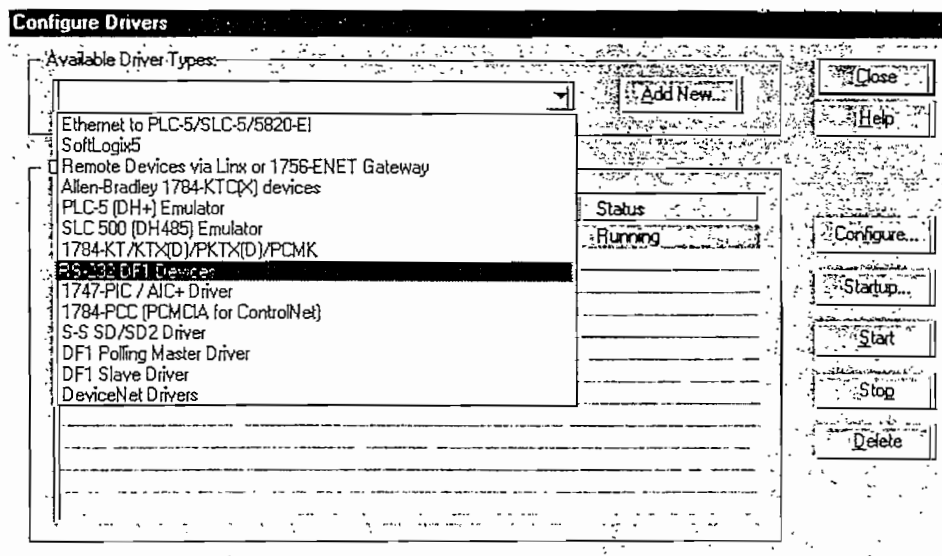 Configure Drivers
Available Driver Types:
Add New...
Close
Help
Ethernet to PLC-5/SLC-5/5820-EI
SoftLogix5
Remote Devices via Linx or 1756-ENET Gateway
Allen-Bradley 1784-KTC(X) devices
PLC-5 (DH+) Emulator
SLC 500 (DH485) Emulator
1784-KT/KTX(D)/PKTX(D)/PCMK
RS-232 DF1 Devices
1747-PIC / AIC+ Driver
1784-PCC (PCMCIA for ControlNet)
S-S SD/SD2 Driver
DF1 Polling Master Driver
DF1 Slave Driver
DeviceNet Drivers
Status
Running
Configure...
Startup...
Start
Stop
Delete